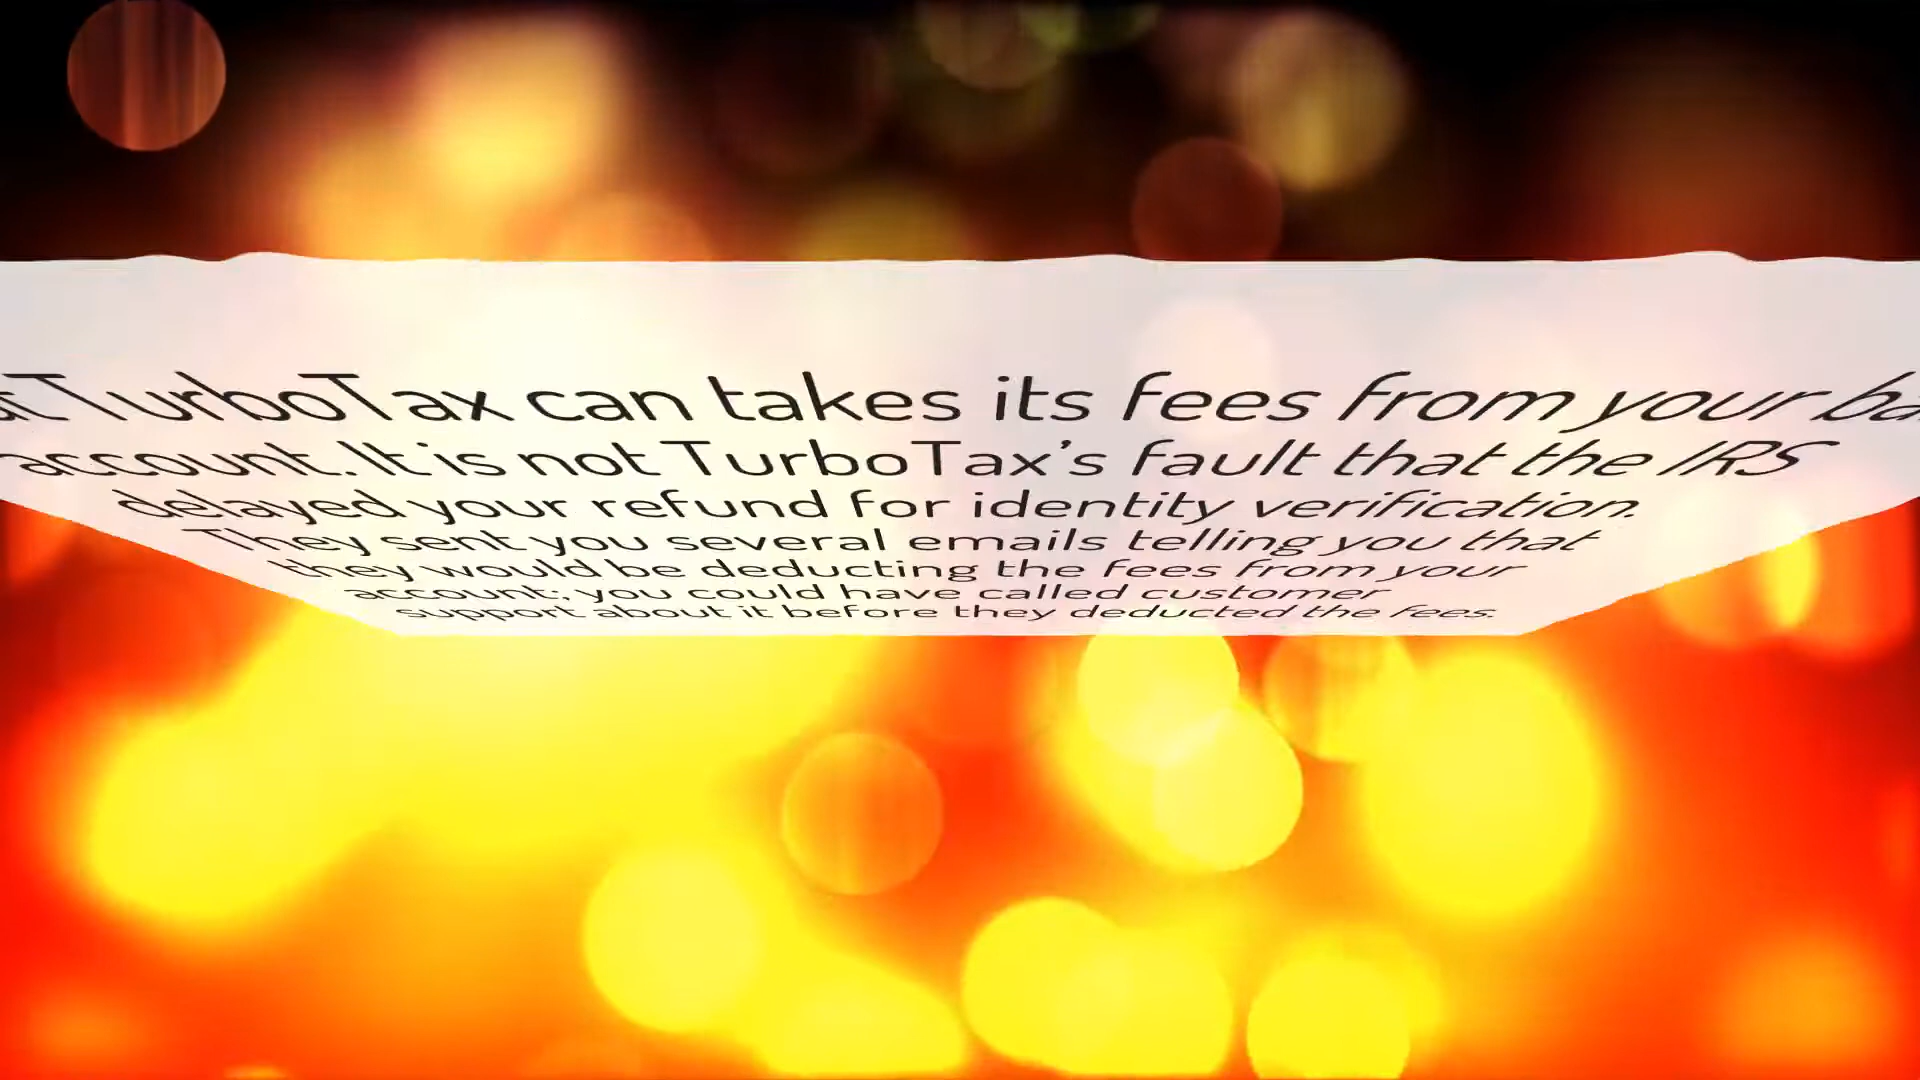 TurboTax can takes its fees from your
account. It is not TurboTax's fault that the IRS
delayed your refund for identity verification.
They sent you several emails telling you that
they would be deducting the fees from your
account; you could have called customer
support about it before they deducted the fees.